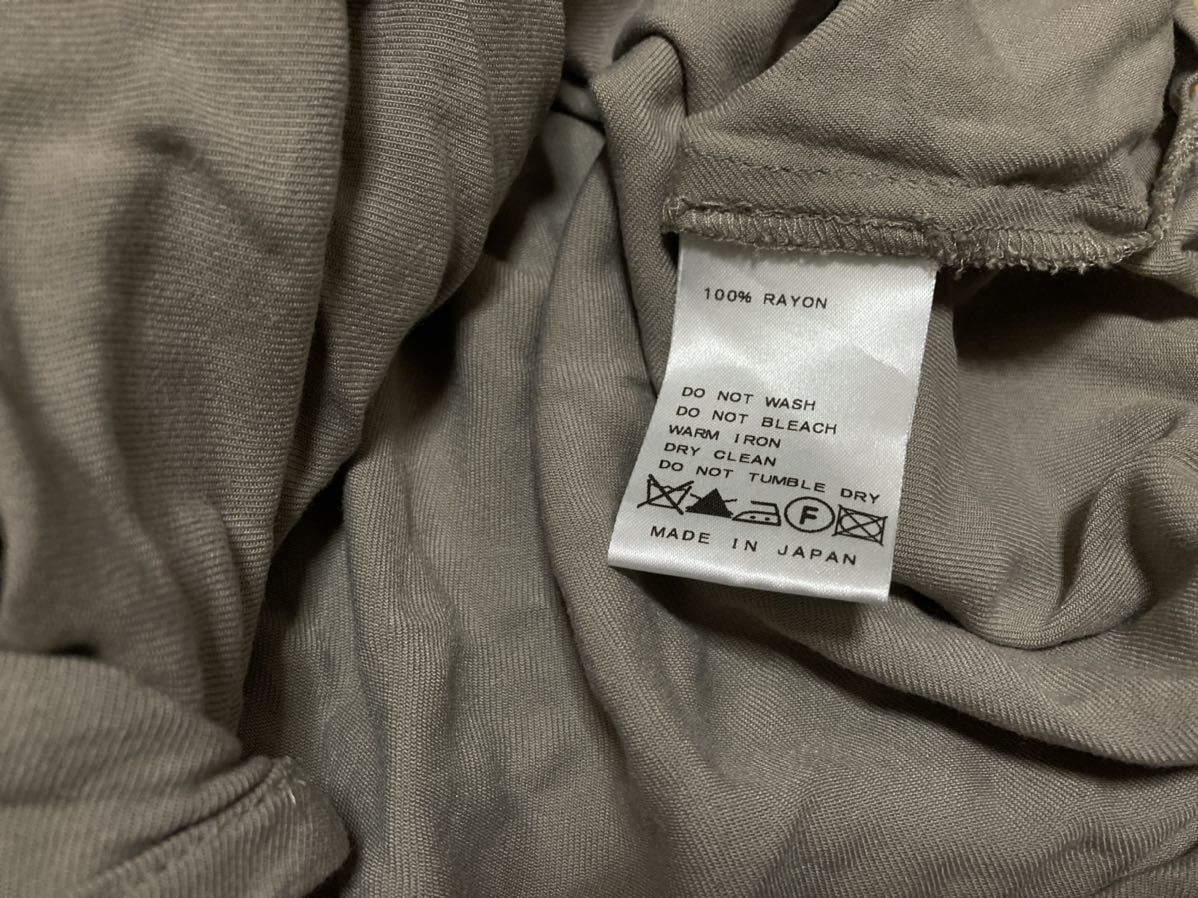 100% RAYON
DO NOT WASH
DO NOT BLEACH
WARM IRON
DRY CLEAN
DO NOT TUMBLE DRY
F
MADE IN JAPAN